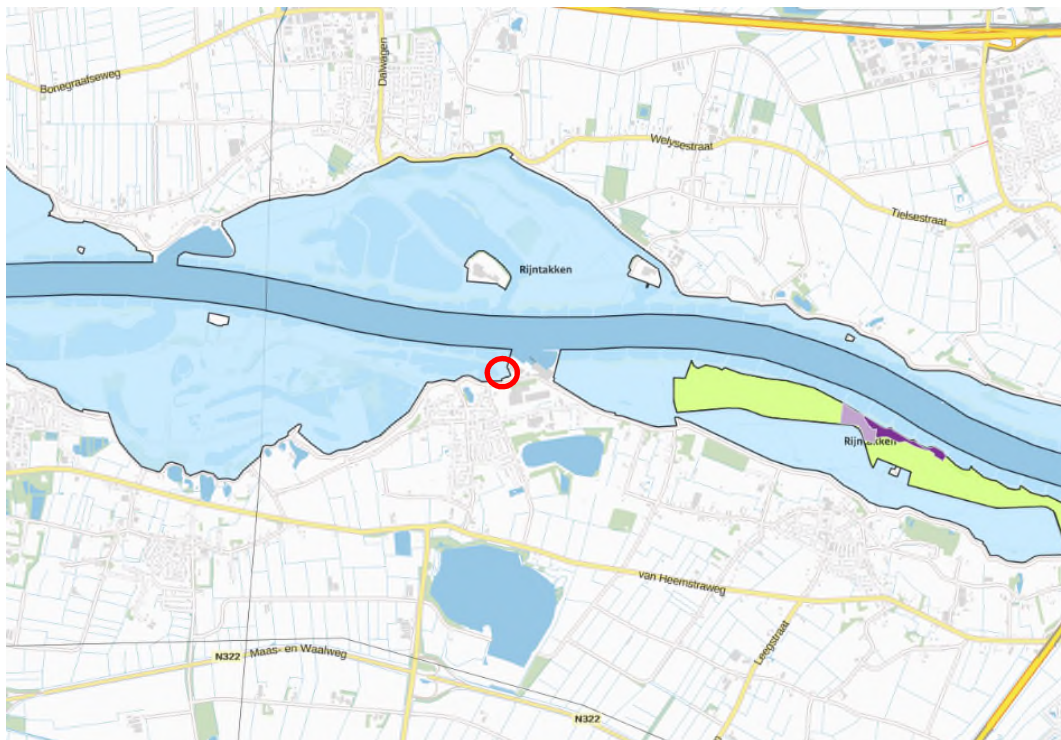 Bonegraafseweg
Dalwagen
Welysestraat
Tielsestraat
Rijntakken
Rijntakken
van Heemstraweg
Leegstraat
N322
Maas- en Waalweg
N322